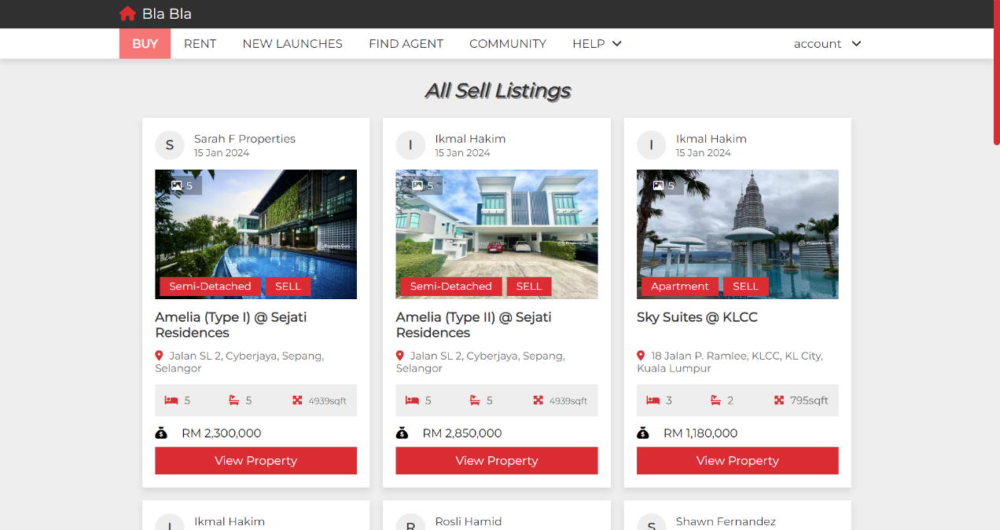 Bla Bla
BUY RENT NEW LAUNCHES FIND AGENT COMMUNITY HELP account
All Sell Listings
S Sarah F Properties
15 Jan 2024
5
PropertyGuru
Semi-Detached SELL
Amelia (Type I) @ Sejati
Residences
Jalan SL 2, Cyberjaya, Sepang,
Selangor
5 5 4939sqft
RM 2,300,000
View Property
I Ikmal Hakim
15 Jan 2024
5
PropertyGuru
Semi-Detached SELL
Amelia (Type II) @ Sejati
Residences
Jalan SL 2, Cyberjaya, Sepang,
Selangor
5 5 4939sqft
RM 2,850,000
View Property
I Ikmal Hakim
15 Jan 2024
5
PropertyGuru
Apartment SELL
Sky Suites @ KLCC
18 Jalan P. Ramlee, KLCC, KL City,
Kuala Lumpur
3 2 795sqft
RM 1,180,000
View Property
I Ikmal Hakim
R Rosli Hamid
S Shawn Fernandez